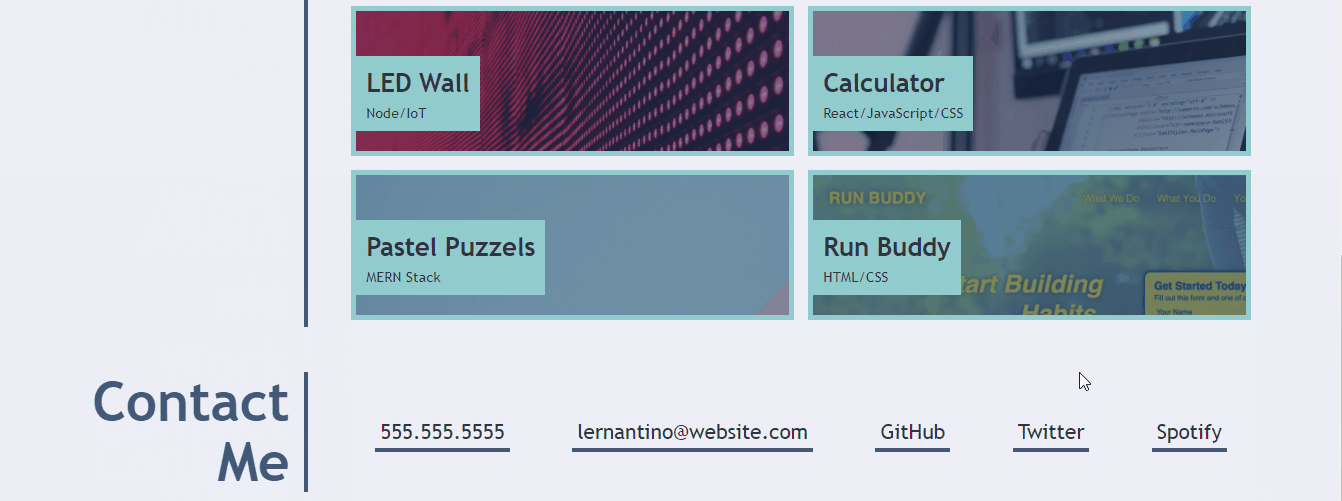 LED Wall
Node/IoT
Calculator
React/JavaScript/CSS
Pastel Puzzels
MERN Stack
RUN BUDDY
What We Do
What You Do
Run Buddy
HTML/CSS
Building
Habits
Get Started Today
Fill out this form and one of
Your Name
Contact
Me
555.555.5555
lernantino@website.com
GitHub
Twitter
Spotify